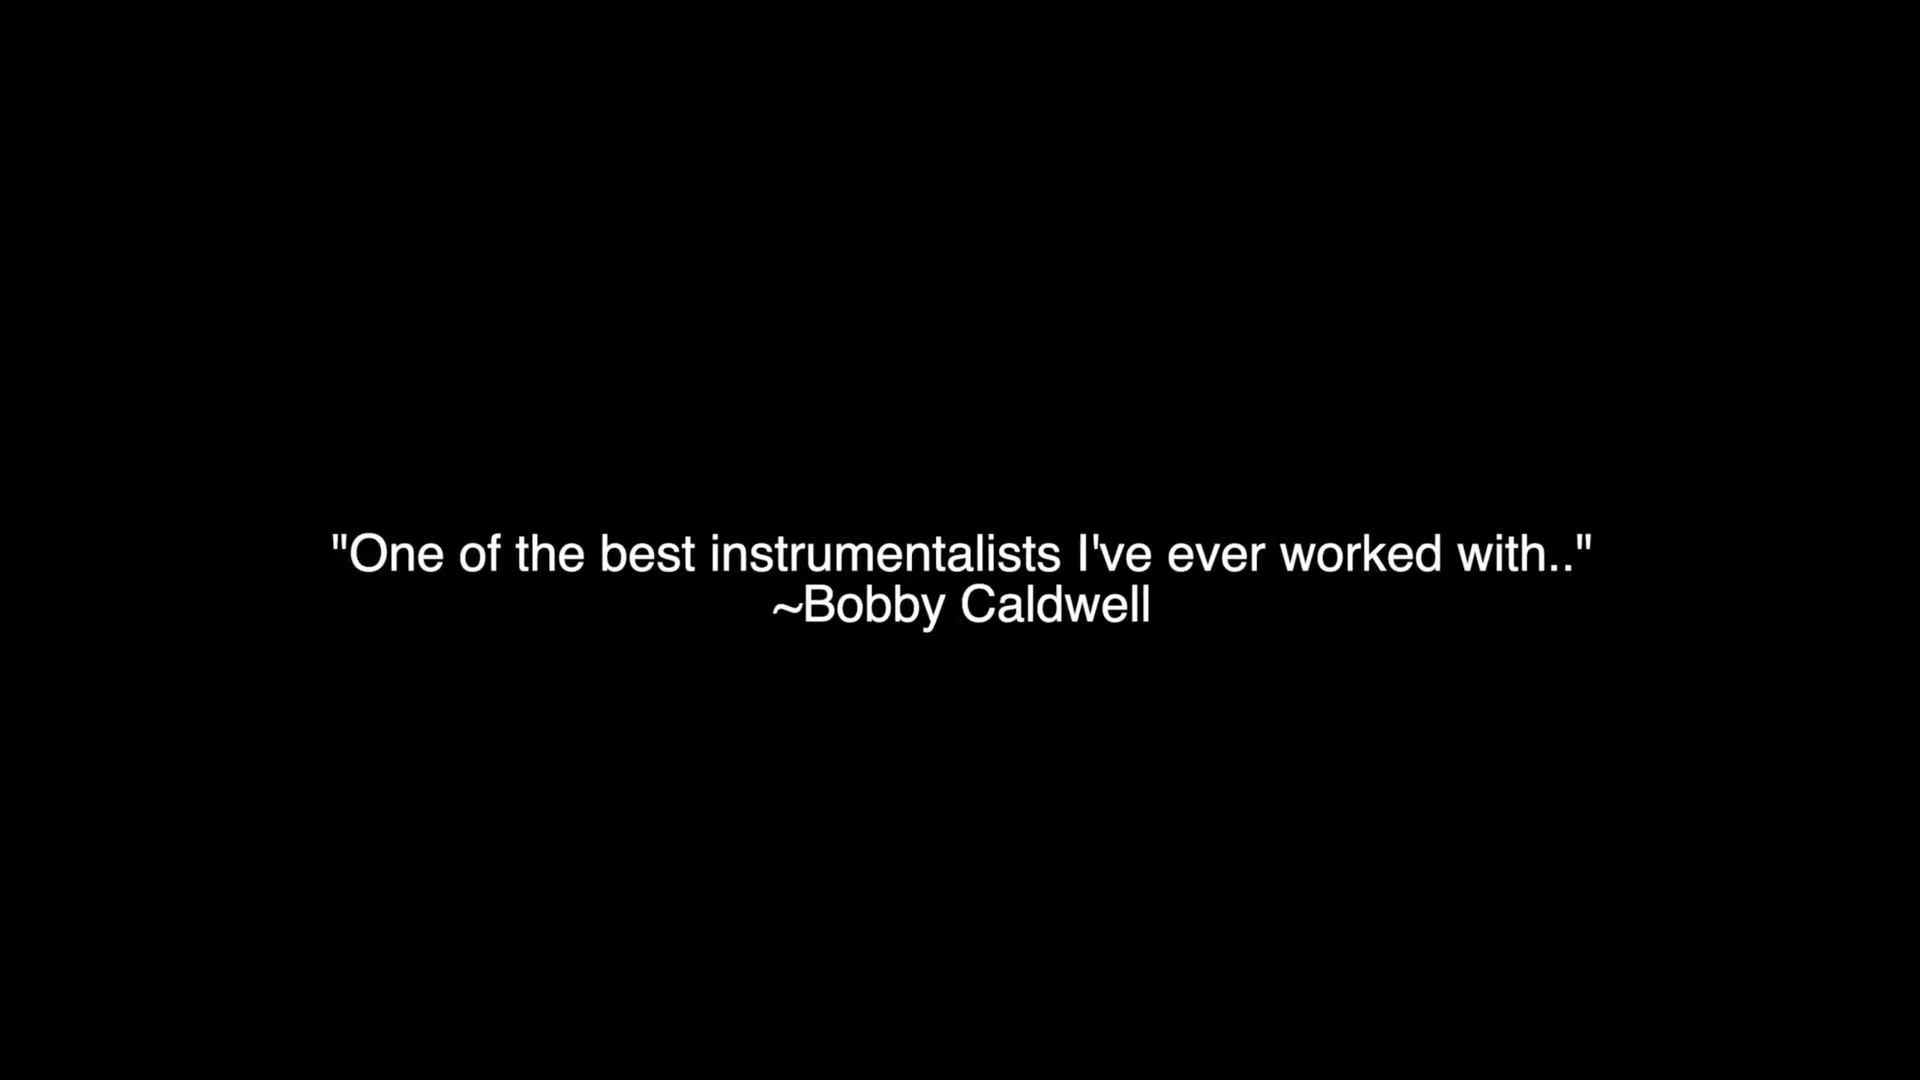 "One of the best instrumentalists I've ever worked with.."
~Bobby Caldwell